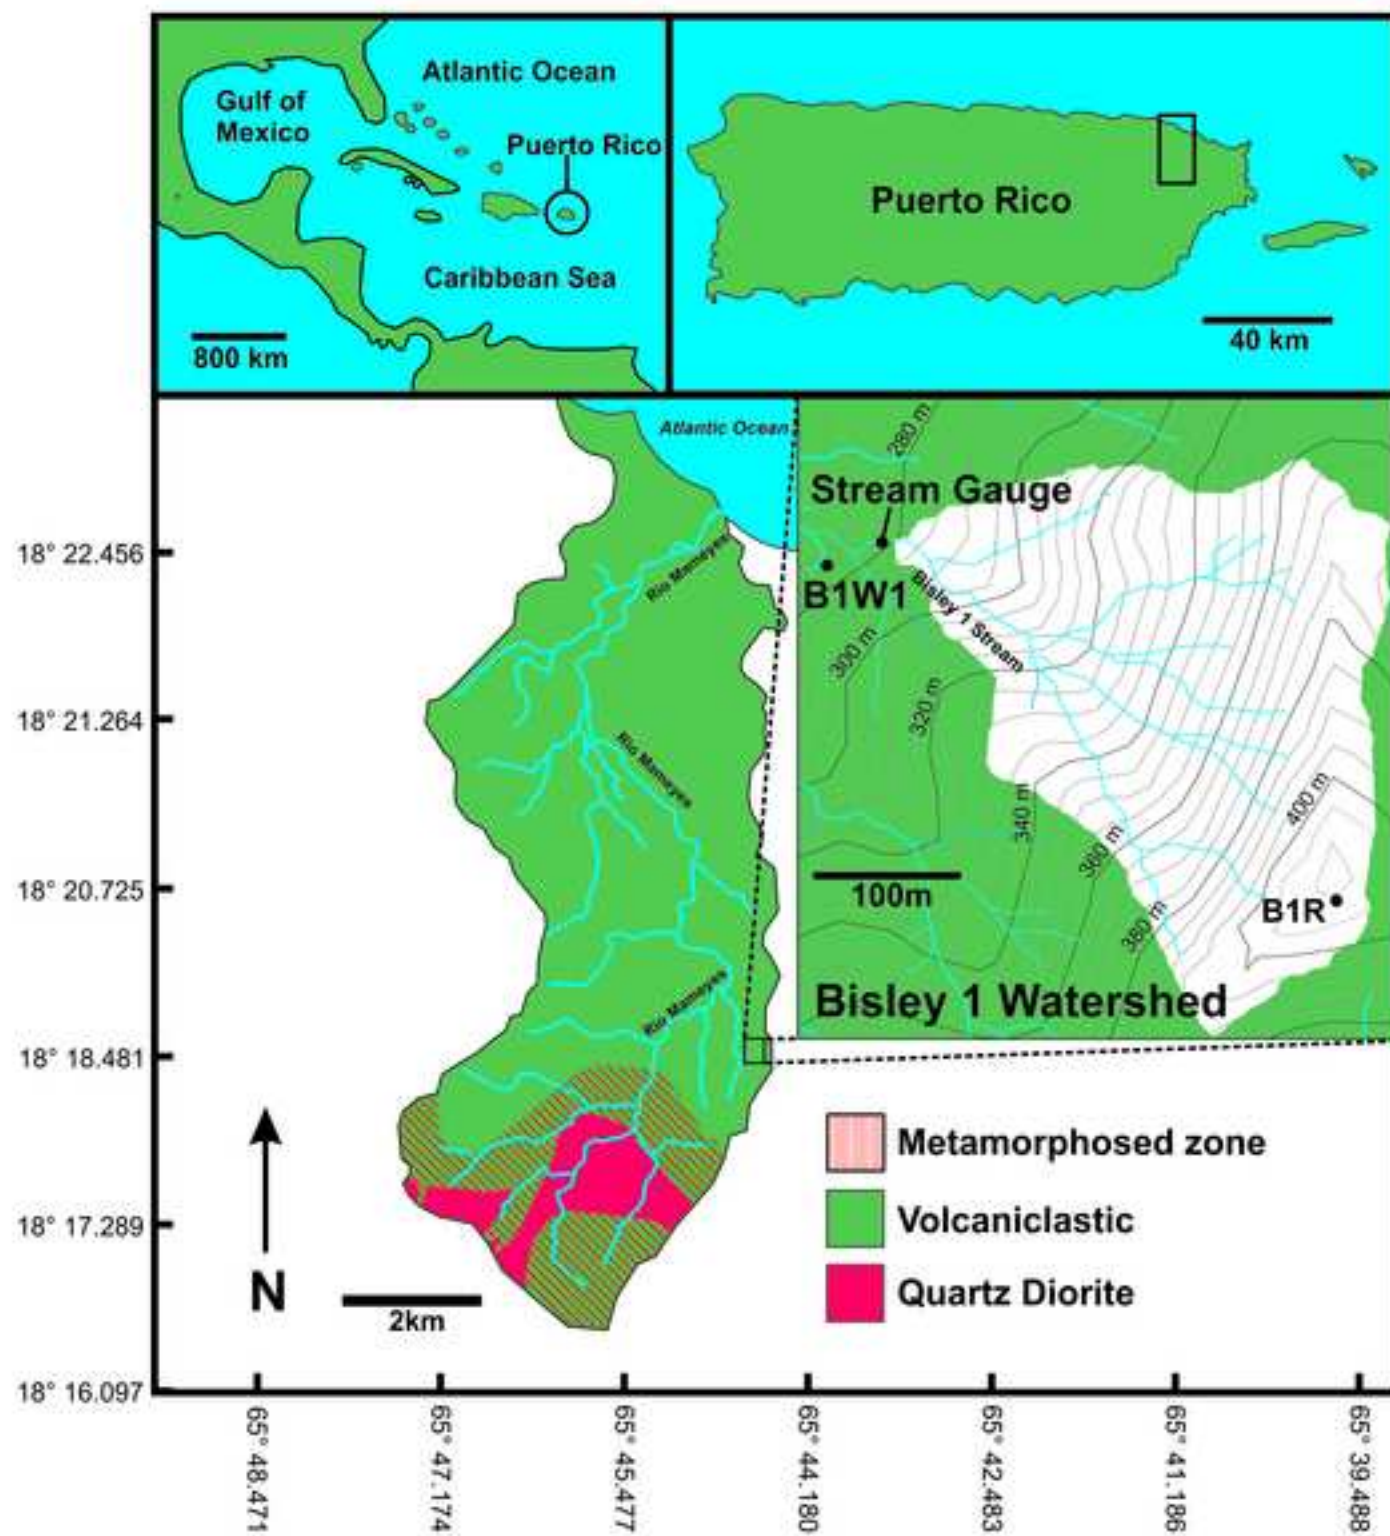 Atlantic Ocean
Gulf of
Mexico
Puerto Rico
Caribbean Sea
800 km
Puerto Rico
40 km
Atlantic Ocean
280 m
Stream Gauge
B1W1
Bisley 1 Stream
300 m
320 m
340 m
360 m
380 m
400 m
100m
B1R
Bisley 1 Watershed
Rio Mameyes
Rio Mameyes
Rio Mameyes
18° 22.456
18° 21.264
18° 20.725
18° 18.481
18° 17.289
18° 16.097
N
2km
Metamorphosed zone
Volcaniclastic
Quartz Diorite
65° 48.471
65° 47.174
65° 45.477
65° 44.180
65° 42.483
65° 41.186
65° 39.488